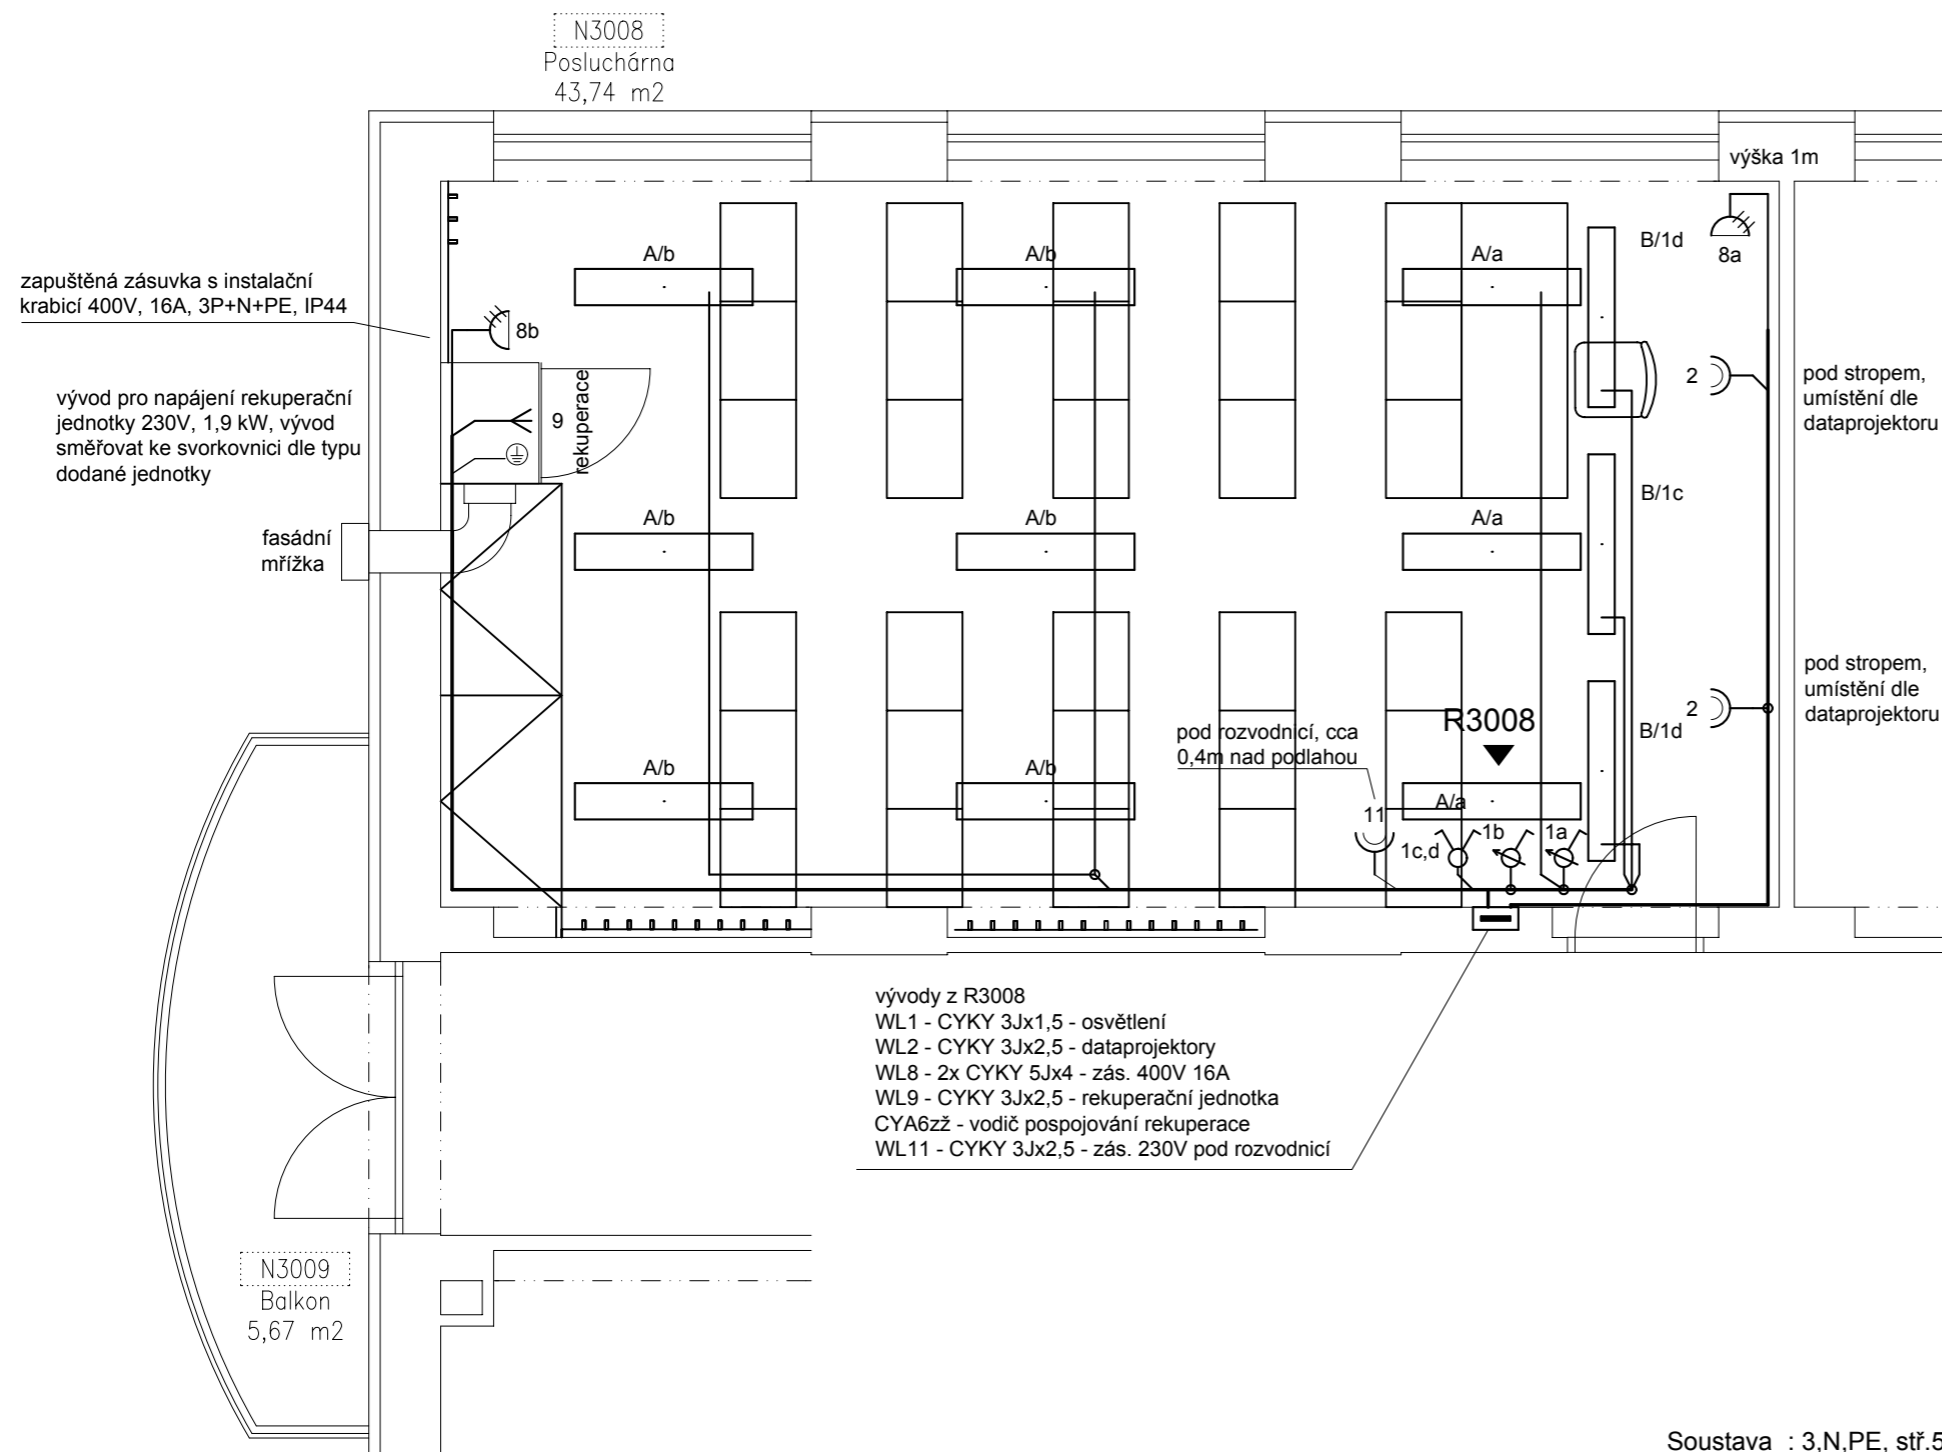 N3008
Posluchárna
43,74 m2
výška 1m
A/b
A/b
A/a
B/1d
8a
zapuštěná zásuvka s instalační
krabicí 400V, 16A, 3P+N+PE, IP44
8b
vývod pro napájení rekuperační
jednotky 230V, 1,9 kW, vývod
směřovat ke svorkovnici dle typu
dodané jednotky
9
rekuperace
2
pod stropem,
umístění dle
dataprojektoru
fasádní
mřížka
A/b
A/b
A/a
B/1c
pod stropem,
umístění dle
dataprojektoru
2
R3008
B/1d
pod rozvodnicí, cca
0,4m nad podlahou
A/b
A/b
A/a
11
1c,d
1b
1a
vývody z R3008
WL1 - CYKY 3Jx1,5 - osvětlení
WL2 - CYKY 3Jx2,5 - dataprojektory
WL8 - 2x CYKY 5Jx4 - zás. 400V 16A
WL9 - CYKY 3Jx2,5 - rekuperační jednotka
CYA6zž - vodič pospojování rekuperace
WL11 - CYKY 3Jx2,5 - zás. 230V pod rozvodnicí
N3009
Balkon
5,67 m2
Soustava : 3,N,PE, stř.5